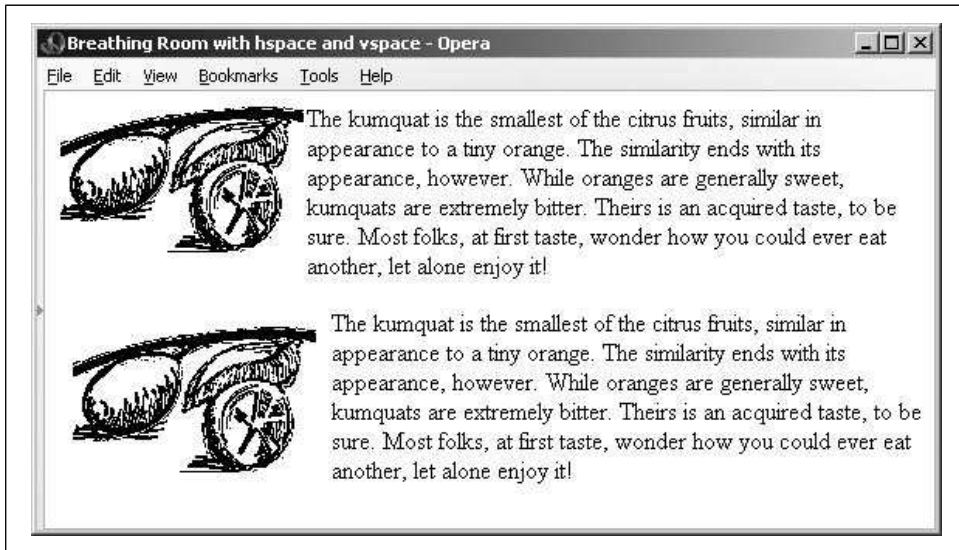 Breathing Room with hspace and vspace - Opera
File Edit View Bookmarks Tools Help
The kumquat is the smallest of the citrus fruits, similar in
appearance to a tiny orange. The similarity ends with its
appearance, however. While oranges are generally sweet,
kumquats are extremely bitter. Theirs is an acquired taste, to be
sure. Most folks, at first taste, wonder how you could ever eat
another, let alone enjoy it!
The kumquat is the smallest of the citrus fruits, similar in
appearance to a tiny orange. The similarity ends with its
appearance, however. While oranges are generally sweet,
kumquats are extremely bitter. Theirs is an acquired taste, to be
sure. Most folks, at first taste, wonder how you could ever eat
another, let alone enjoy it!